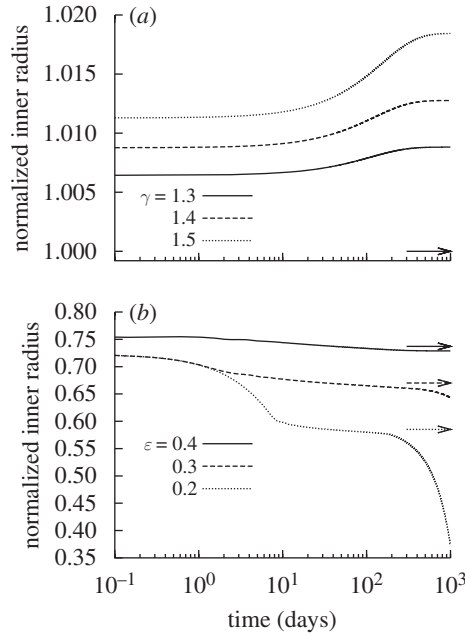 (a)
normalized inner radius
1.020
1.015
1.010
1.005
1.000
γ = 1.3
1.4
1.5
(b)
normalized inner radius
0.80
0.75
0.70
0.65
0.60
0.55
0.50
0.45
0.40
0.35
ε = 0.4
0.3
0.2
10⁻¹ 10⁰ 10¹ 10² 10³
time (days)